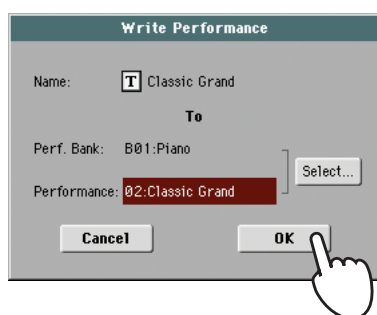 Write Performance
Name: T Classic Grand
To
Perf. Bank: B01:Piano
Select...
Performance: 02:Classic Grand
Cancel OK